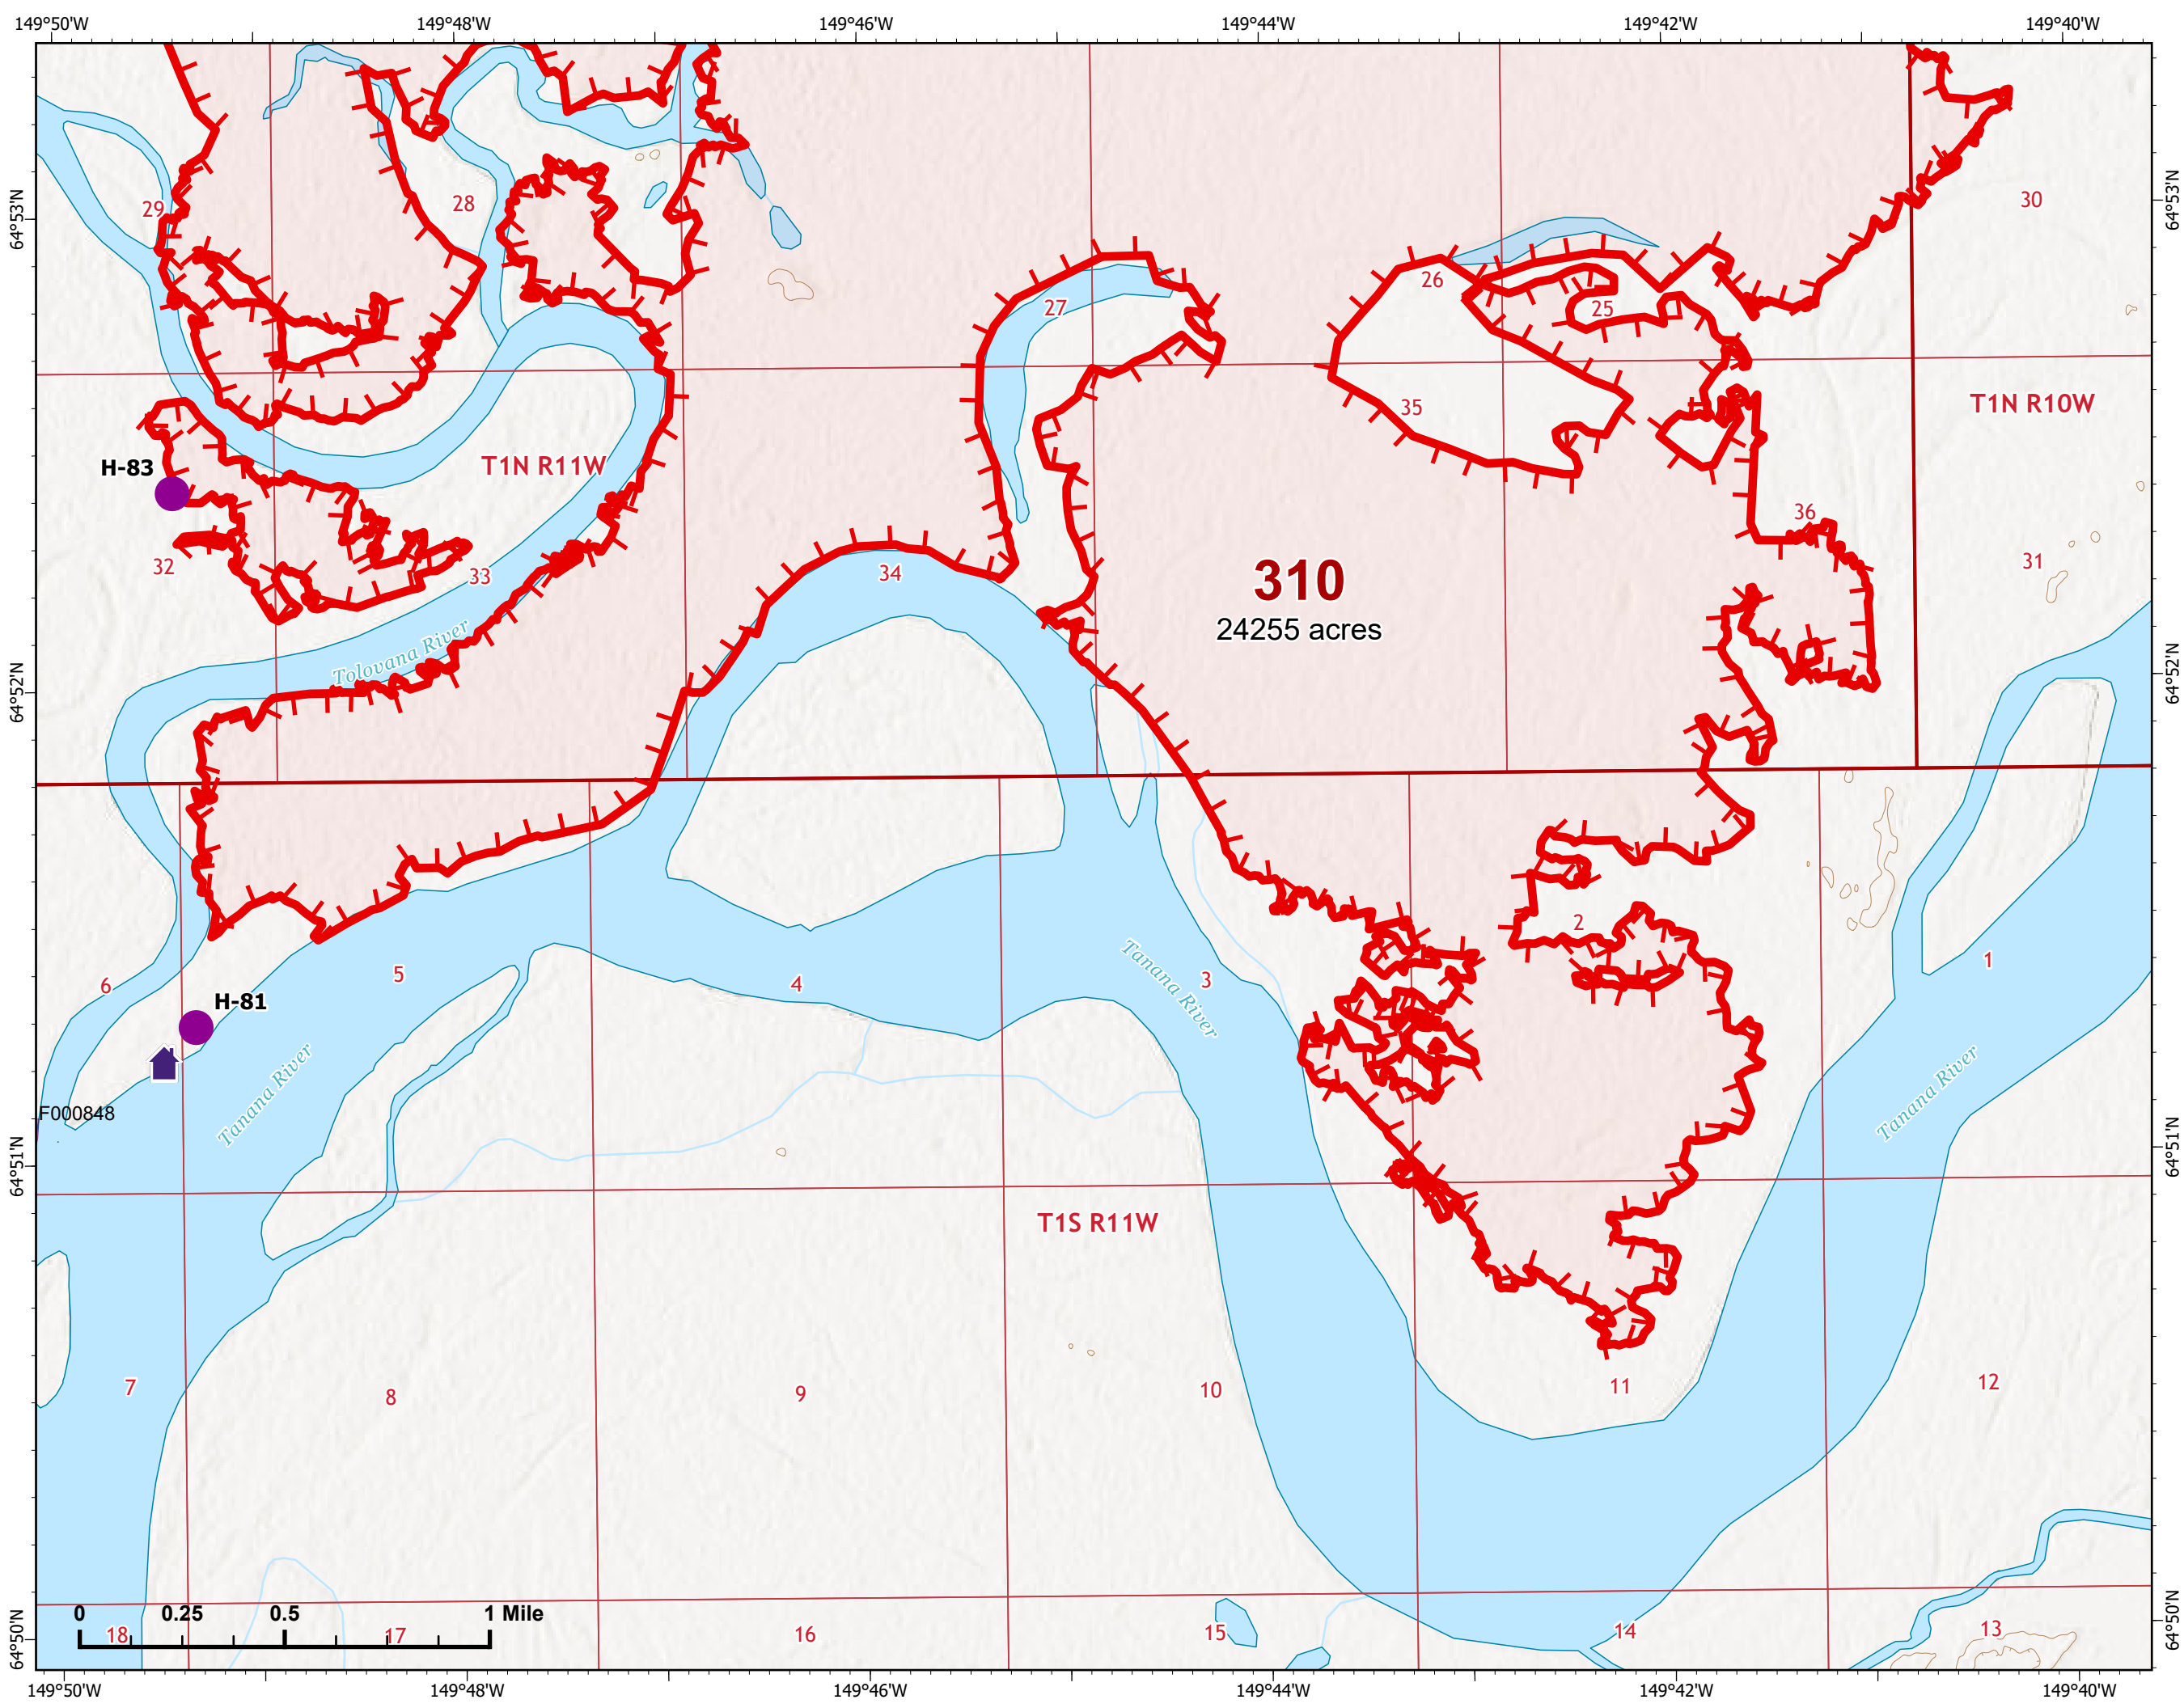 149°50'W 149°48'W 149°46'W 149°44'W 149°42'W 149°40'W
64°53'N
64°53'N
29
28
30
27
26
25
T1N R10W
35
H-83
T1N R11W
36
32
33
34
310
24255 acres
31
Tolovana River
64°52'N
64°52'N
2
6
5
4
3
1
H-81
Tanana River
Tanana River
Tanana River
F000848
64°51'N
64°51'N
T1S R11W
7
8
9
10
11
12
0 0.25 0.5 1 Mile
18
17
16
15
14
13
64°50'N
64°50'N
149°50'W 149°48'W 149°46'W 149°44'W 149°42'W 149°40'W